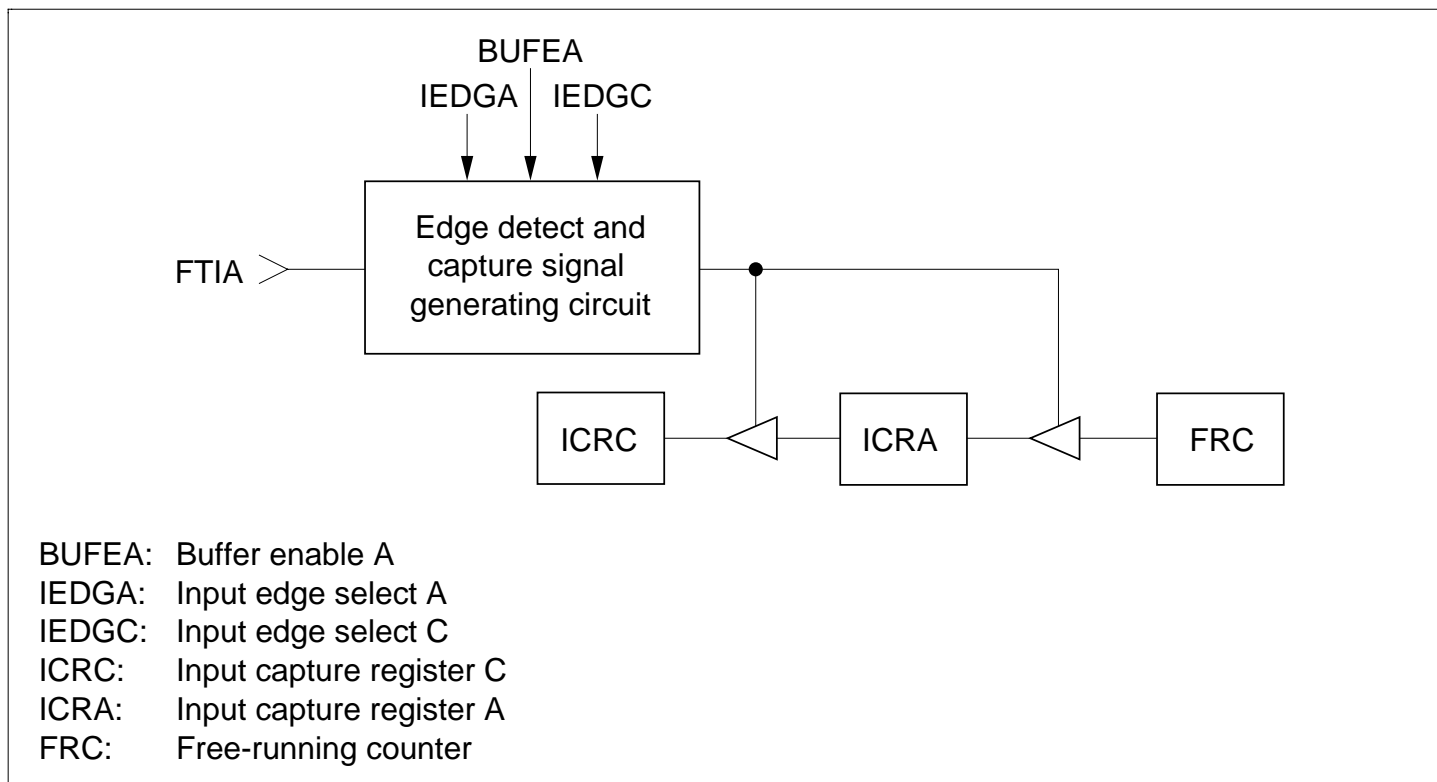 BUFEA
IEDGA IEDGC
Edge detect and
capture signal
generating circuit
FTIA
ICRC ICRA FRC
BUFEA: Buffer enable A
IEDGA: Input edge select A
IEDGC: Input edge select C
ICRC: Input capture register C
ICRA: Input capture register A
FRC: Free-running counter